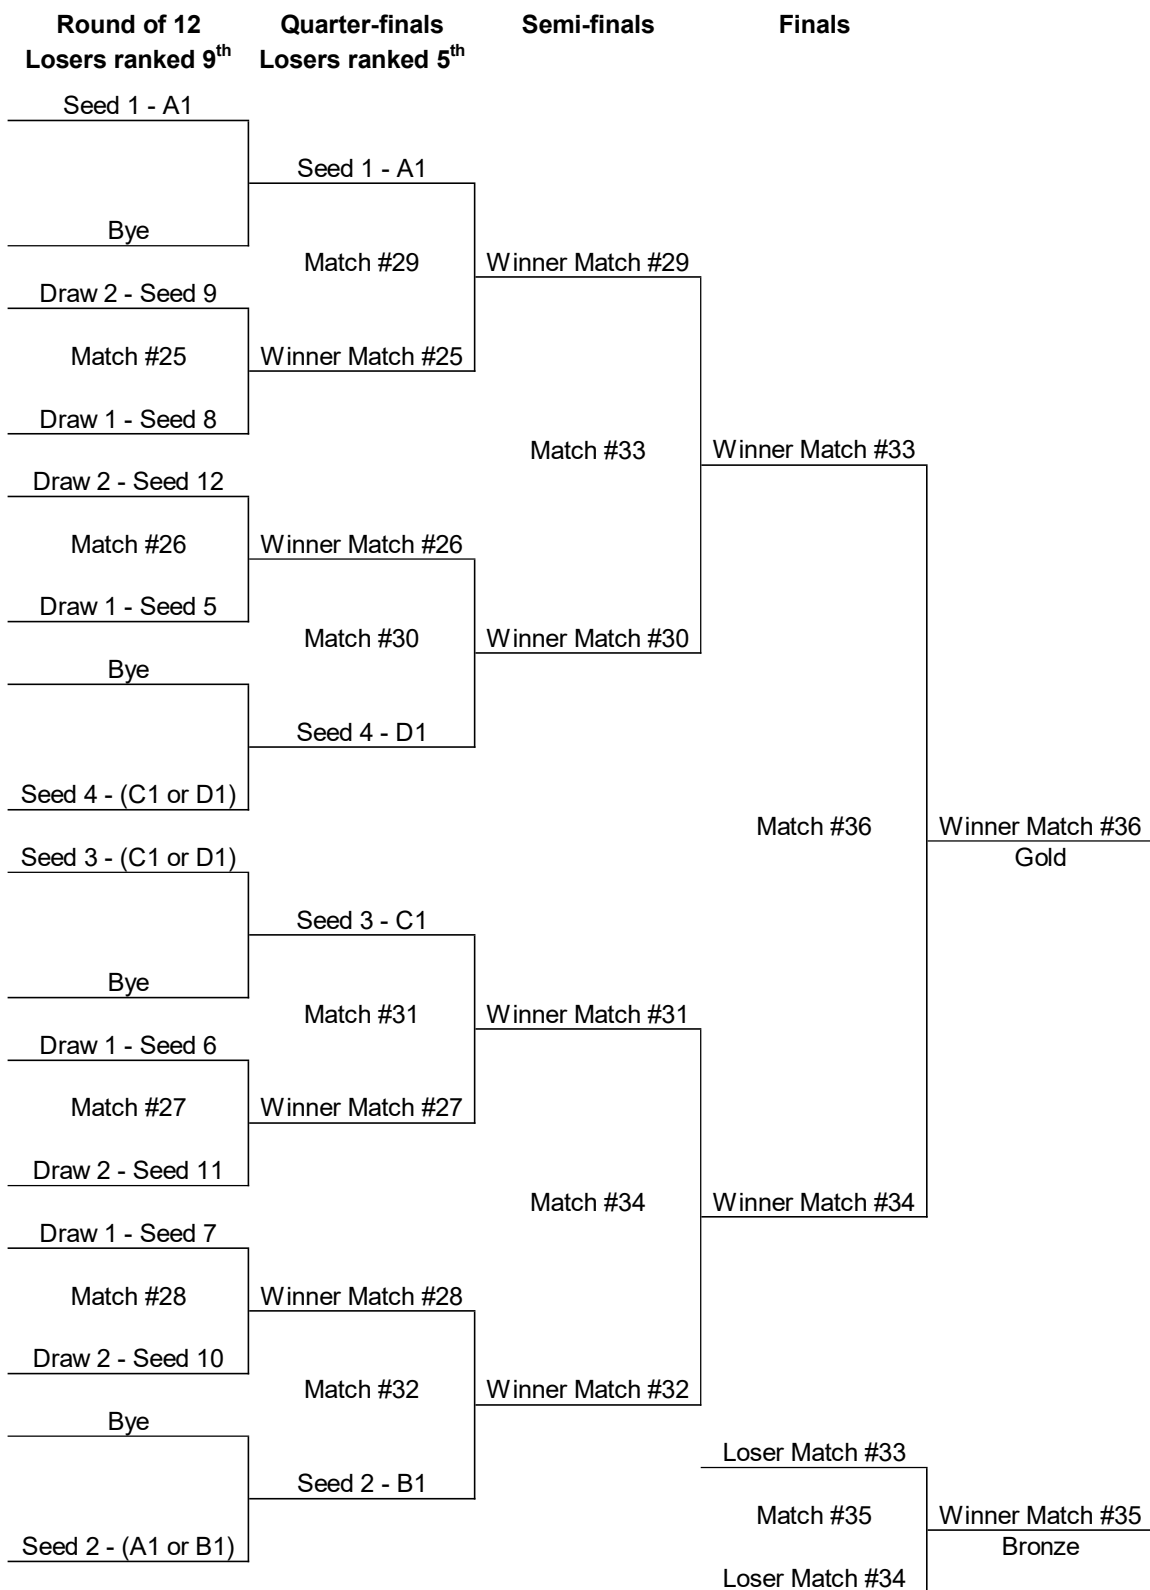 Round of 12 Quarter-finals Semi-finals Finals
Losers ranked 9th Losers ranked 5th
Seed 1 - A1
Seed 1 - A1
Bye
Match #29 Winner Match #29
Draw 2 - Seed 9
Match #25 Winner Match #25
Draw 1 - Seed 8
Match #33 Winner Match #33
Draw 2 - Seed 12
Match #26 Winner Match #26
Draw 1 - Seed 5
Match #30 Winner Match #30
Bye
Seed 4 - D1
Seed 4 - (C1 or D1)
Match #36 Winner Match #36
Seed 3 - (C1 or D1) Gold
Seed 3 - C1
Bye
Match #31 Winner Match #31
Draw 1 - Seed 6
Match #27 Winner Match #27
Draw 2 - Seed 11
Match #34 Winner Match #34
Draw 1 - Seed 7
Match #28 Winner Match #28
Draw 2 - Seed 10
Match #32 Winner Match #32
Bye
Loser Match #33
Seed 2 - B1
Match #35 Winner Match #35
Seed 2 - (A1 or B1) Bronze
Loser Match #34